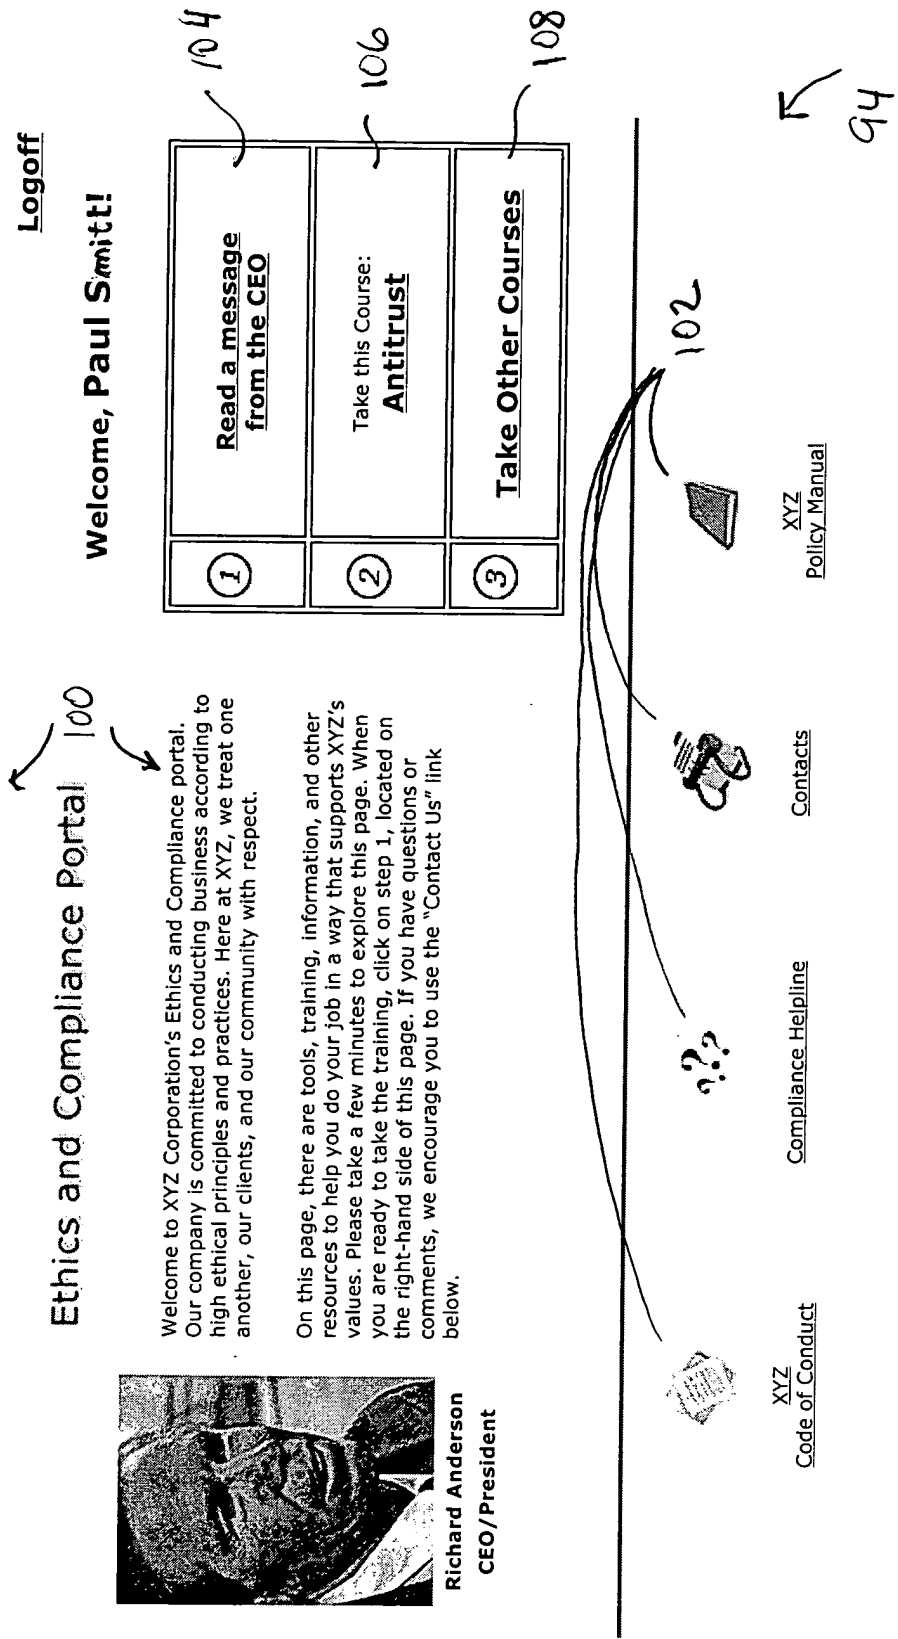 Logoff
Ethics and Compliance Portal
Welcome, Paul Smitt!
100
Welcome to XYZ Corporation's Ethics and Compliance portal.
Our company is committed to conducting business according to
high ethical principles and practices. Here at XYZ, we treat one
another, our clients, and our community with respect.
On this page, there are tools, training, information, and other
resources to help you do your job in a way that supports XYZ's
values. Please take a few minutes to explore this page. When
you are ready to take the training, click on step 1, located on
the right-hand side of this page. If you have questions or
comments, we encourage you to use the "Contact Us" link
below.
Richard Anderson
CEO/President
1
Read a message
from the CEO
104
2
Take this Course:
Antitrust
106
3
Take Other Courses
108
102
XYZ
Code of Conduct
Compliance Helpline
Contacts
XYZ
Policy Manual
94